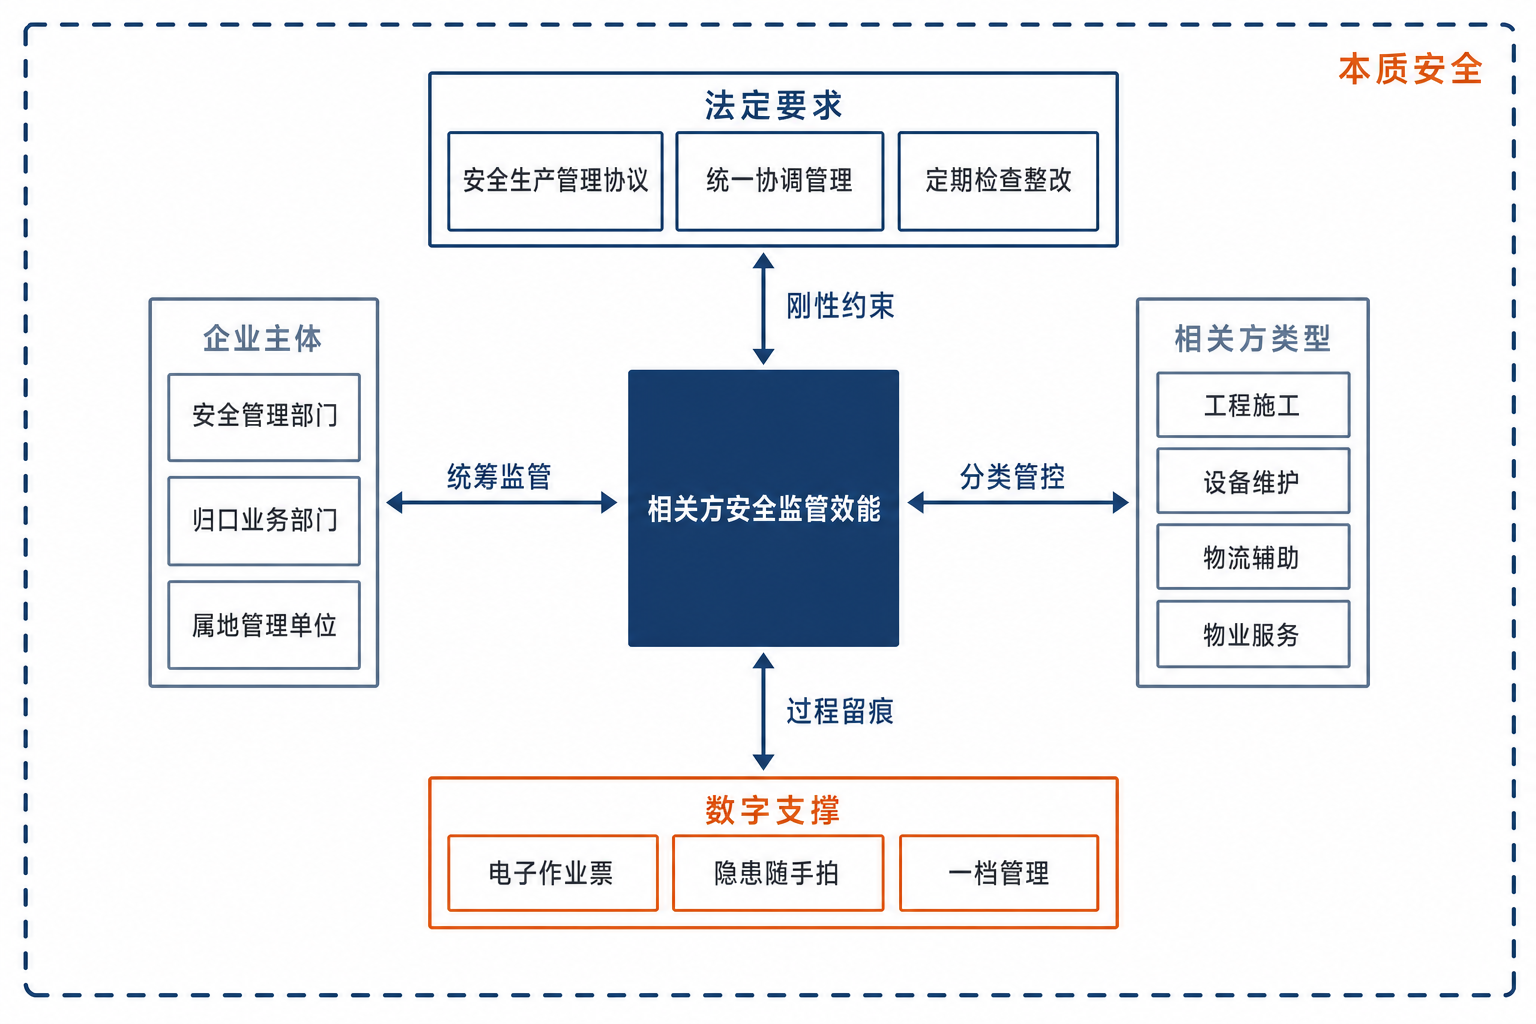 本质安全
法定要求
安全生产管理协议
统一协调管理
定期检查整改
刚性约束
企业主体
安全管理部门
归口业务部门
属地管理单位
统筹监管
相关方安全监管效能
分类管控
相关方类型
工程施工
设备维护
物流辅助
物业服务
过程留痕
数字支撑
电子作业票
隐患随手拍
一档管理